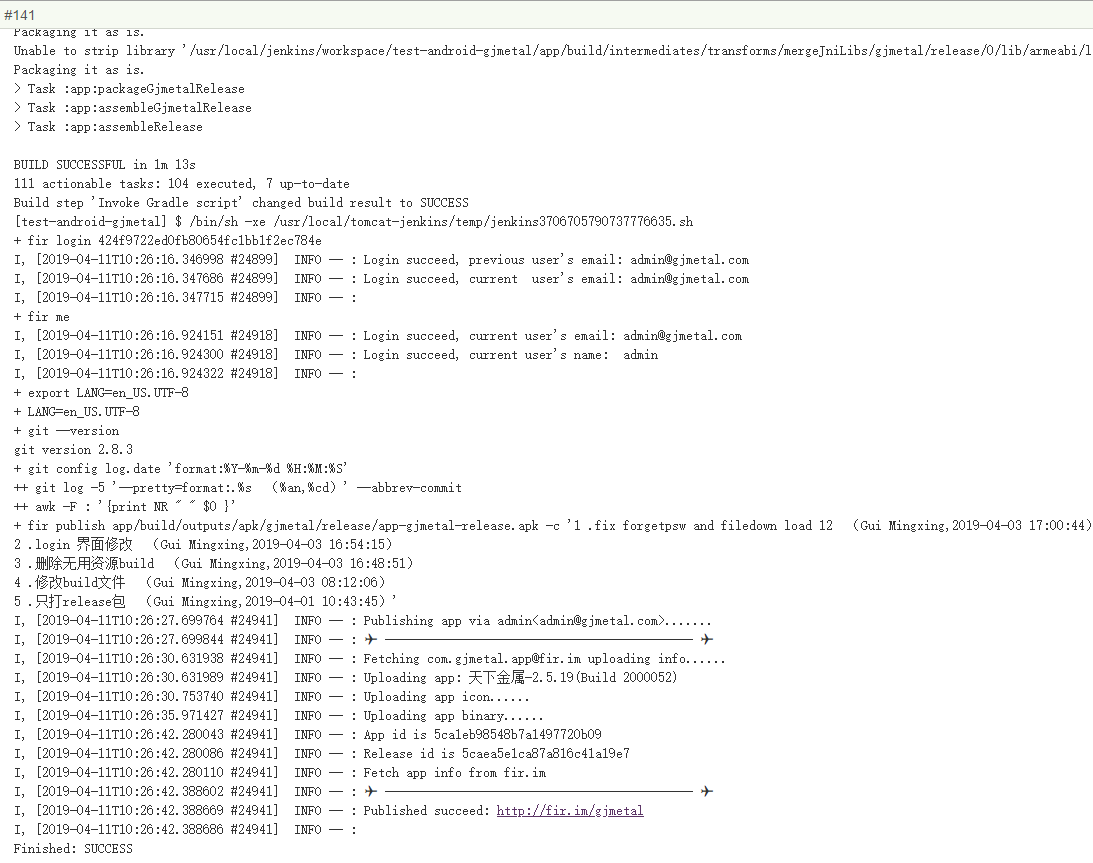 #141
Packaging it as is.
Unable to strip library '/usr/local/jenkins/workspace/test-android-gjmetal/app/build/intermediates/transforms/mergeJniLibs/gjmetal/release/0/lib/armeabi/l
Packaging it as is.
> Task :app:packageGjmetalRelease
> Task :app:assembleGjmetalRelease
> Task :app:assembleRelease
BUILD SUCCESSFUL in 1m 13s
111 actionable tasks: 104 executed, 7 up-to-date
Build step 'Invoke Gradle script' changed build result to SUCCESS
[test-android-gjmetal] $ /bin/sh -xe /usr/local/tomcat-jenkins/temp/jenkins3706705790737776635.sh
+ fir login 424f9722ed0fb80654fc1bb1f2ec784e
I, [2019-04-11T10:26:16.346998 #24899]  INFO -- : Login succeed, previous user's email: admin@gjmetal.com
I, [2019-04-11T10:26:16.347686 #24899]  INFO -- : Login succeed, current  user's email: admin@gjmetal.com
I, [2019-04-11T10:26:16.347715 #24899]  INFO -- :
+ fir me
I, [2019-04-11T10:26:16.924151 #24918]  INFO -- : Login succeed, current user's email: admin@gjmetal.com
I, [2019-04-11T10:26:16.924300 #24918]  INFO -- : Login succeed, current user's name:  admin
I, [2019-04-11T10:26:16.924322 #24918]  INFO -- :
+ export LANG=en_US.UTF-8
+ LANG=en_US.UTF-8
+ git --version
git version 2.8.3
+ git config log.date 'format:%Y-%m-%d %H:%M:%S'
++ git log -5 '--pretty=format:.%s （%an,%cd）' --abbrev-commit
++ awk -F : '{print NR " " $0 }'
+ fir publish app/build/outputs/apk/gjmetal/release/app-gjmetal-release.apk -c '1 .fix forgetpsw and filedown load 12 （Gui Mingxing,2019-04-03 17:00:44)
2 .login 界面修改 （Gui Mingxing,2019-04-03 16:54:15）
3 .删除无用资源build （Gui Mingxing,2019-04-03 16:48:51）
4 .修改build文件 （Gui Mingxing,2019-04-03 08:12:06）
5 .只打release包 （Gui Mingxing,2019-04-01 10:43:45）'
I, [2019-04-11T10:26:27.699764 #24941]  INFO -- : Publishing app via admin<admin@gjmetal.com>.......
I, [2019-04-11T10:26:27.699844 #24941]  INFO -- : ✈ ———————————————————— ✈
I, [2019-04-11T10:26:30.631938 #24941]  INFO -- : Fetching com.gjmetal.app@fir.im uploading info......
I, [2019-04-11T10:26:30.631989 #24941]  INFO -- : Uploading app: 天下金属-2.5.19(Build 2000052)
I, [2019-04-11T10:26:30.753740 #24941]  INFO -- : Uploading app icon......
I, [2019-04-11T10:26:35.971427 #24941]  INFO -- : Uploading app binary......
I, [2019-04-11T10:26:42.280043 #24941]  INFO -- : App id is 5ca1eb98548b7a1497720b09
I, [2019-04-11T10:26:42.280086 #24941]  INFO -- : Release id is 5caea5e1ca87a816c41a19e7
I, [2019-04-11T10:26:42.280110 #24941]  INFO -- : Fetch app info from fir.im
I, [2019-04-11T10:26:42.388602 #24941]  INFO -- : ✈ ———————————————————— ✈
I, [2019-04-11T10:26:42.388669 #24941]  INFO -- : Published succeed: http://fir.im/gjmetal
I, [2019-04-11T10:26:42.388686 #24941]  INFO -- :
Finished: SUCCESS